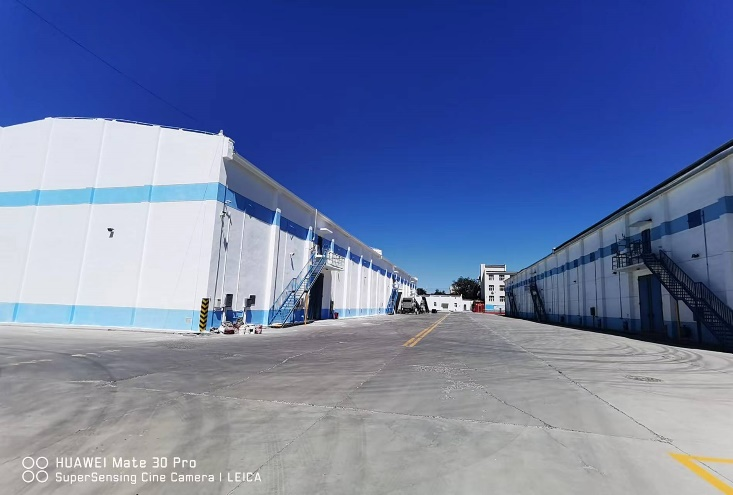 HUAWEI Mate 30 Pro
SuperSensing Cine Camera | LEICA